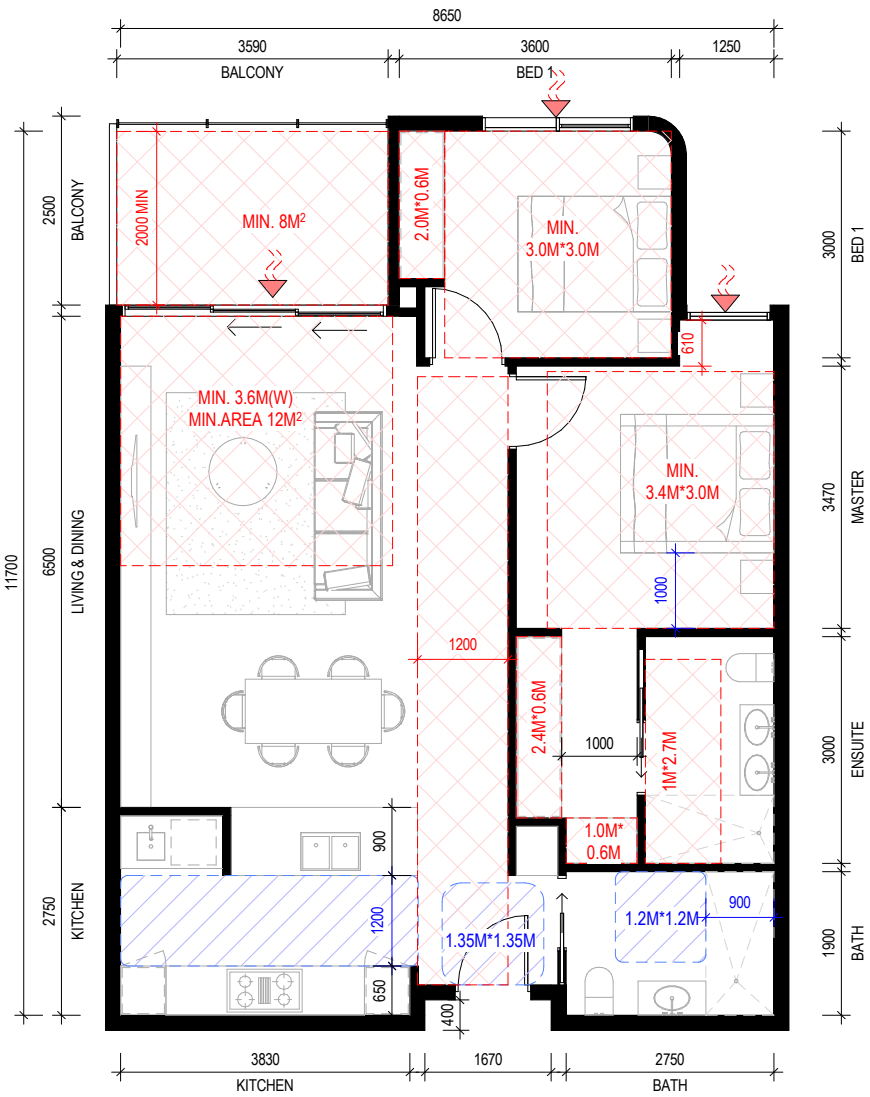 8650
3590
3600
1250
BALCONY
BED 1
2500
BALCONY
2000 MIN
MIN. 8M²
2.0M*0.6M
MIN.
3.0M*3.0M
3000
BED 1
610
11700
6500
LIVING & DINING
MIN. 3.6M(W)
MIN.AREA 12M²
MIN.
3.4M*3.0M
3470
MASTER
1000
1200
2.4M*0.6M
1000
1M*2.7M
3000
ENSUITE
1.0M*
0.6M
2750
KITCHEN
900
1200
650
1.35M*1.35M
400
1.2M*1.2M
900
1900
BATH
3830
1670
2750
KITCHEN
BATH